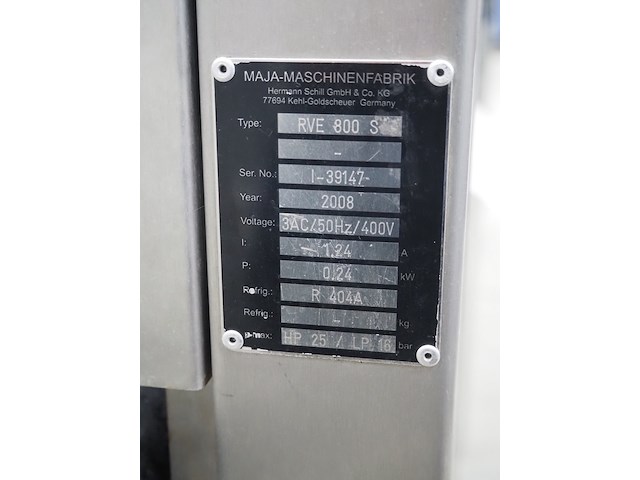 MAJA-MASCHINENFABRIK
Hermann Schill GmbH & Co. KG
77694 Kehl-Goldscheuer Germany
Type: RVE 800 S
-
Ser. No.: I-39147-
Year: 2008
Voltage: 3AC/50Hz/400V
I: 1.24 A
P: 0.24 kW
Refrig.: R 404A
Refrig.: - kg
p-max: HP 25 / LP 16 bar